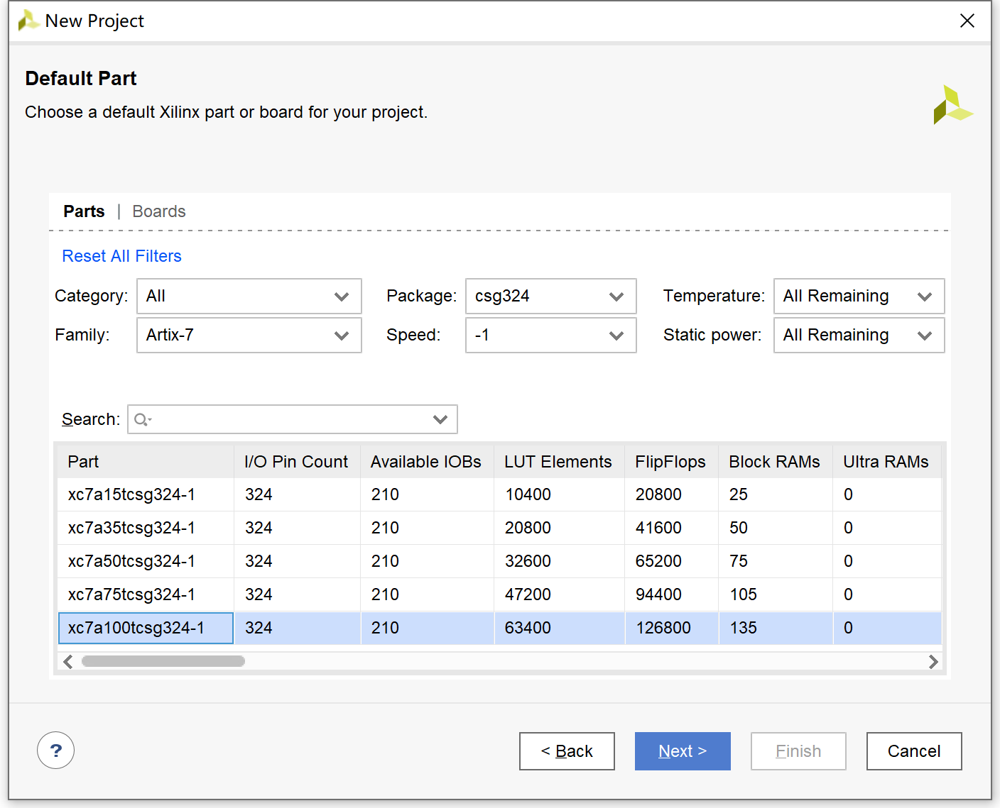 New Project
Default Part
Choose a default Xilinx part or board for your project.
Parts | Boards
Reset All Filters
Category: All Package: csg324 Temperature: All Remaining
Family: Artix-7 Speed: -1 Static power: All Remaining
Search:
Part I/O Pin Count Available IOBs LUT Elements FlipFlops Block RAMs Ultra RAMs
xc7a15tcsg324-1 324 210 10400 20800 25 0
xc7a35tcsg324-1 324 210 20800 41600 50 0
xc7a50tcsg324-1 324 210 32600 65200 75 0
xc7a75tcsg324-1 324 210 47200 94400 105 0
xc7a100tcsg324-1 324 210 63400 126800 135 0
? < Back Next > Finish Cancel